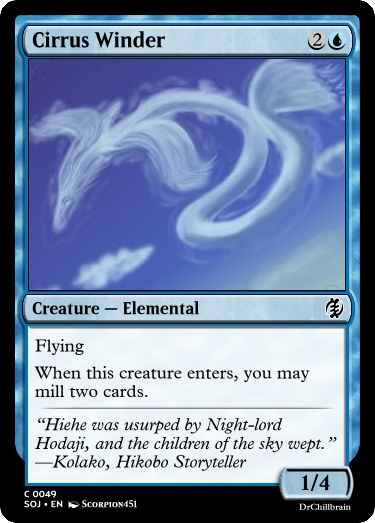 Cirrus Winder 2
Creature — Elemental
Flying
When this creature enters, you may
mill two cards.
“Hiehe was usurped by Night-lord
Hodaji, and the children of the sky wept.”
—Kolako, Hikobo Storyteller
1/4
C 0049
SOJ • EN Scorpion451
DrChillbrain